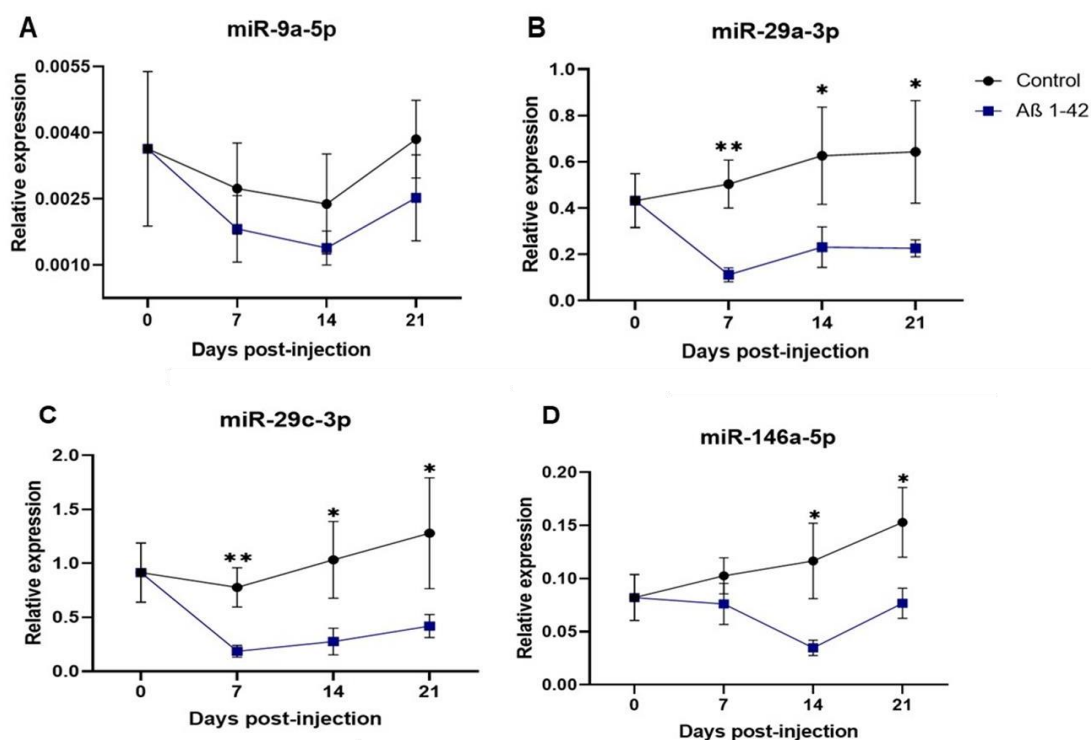 A
miR-9a-5p
Relative expression
0.0055
0.0040
0.0025
0.0010
0 7 14 21
Days post-injection
B
miR-29a-3p
Relative expression
1.0
0.8
0.6
0.4
0.2
0.0
** * *
0 7 14 21
Days post-injection
Control
Aß 1-42
C
miR-29c-3p
Relative expression
2.0
1.5
1.0
0.5
0.0
** * *
0 7 14 21
Days post-injection
D
miR-146a-5p
Relative expression
0.20
0.15
0.10
0.05
0.00
* *
0 7 14 21
Days post-injection